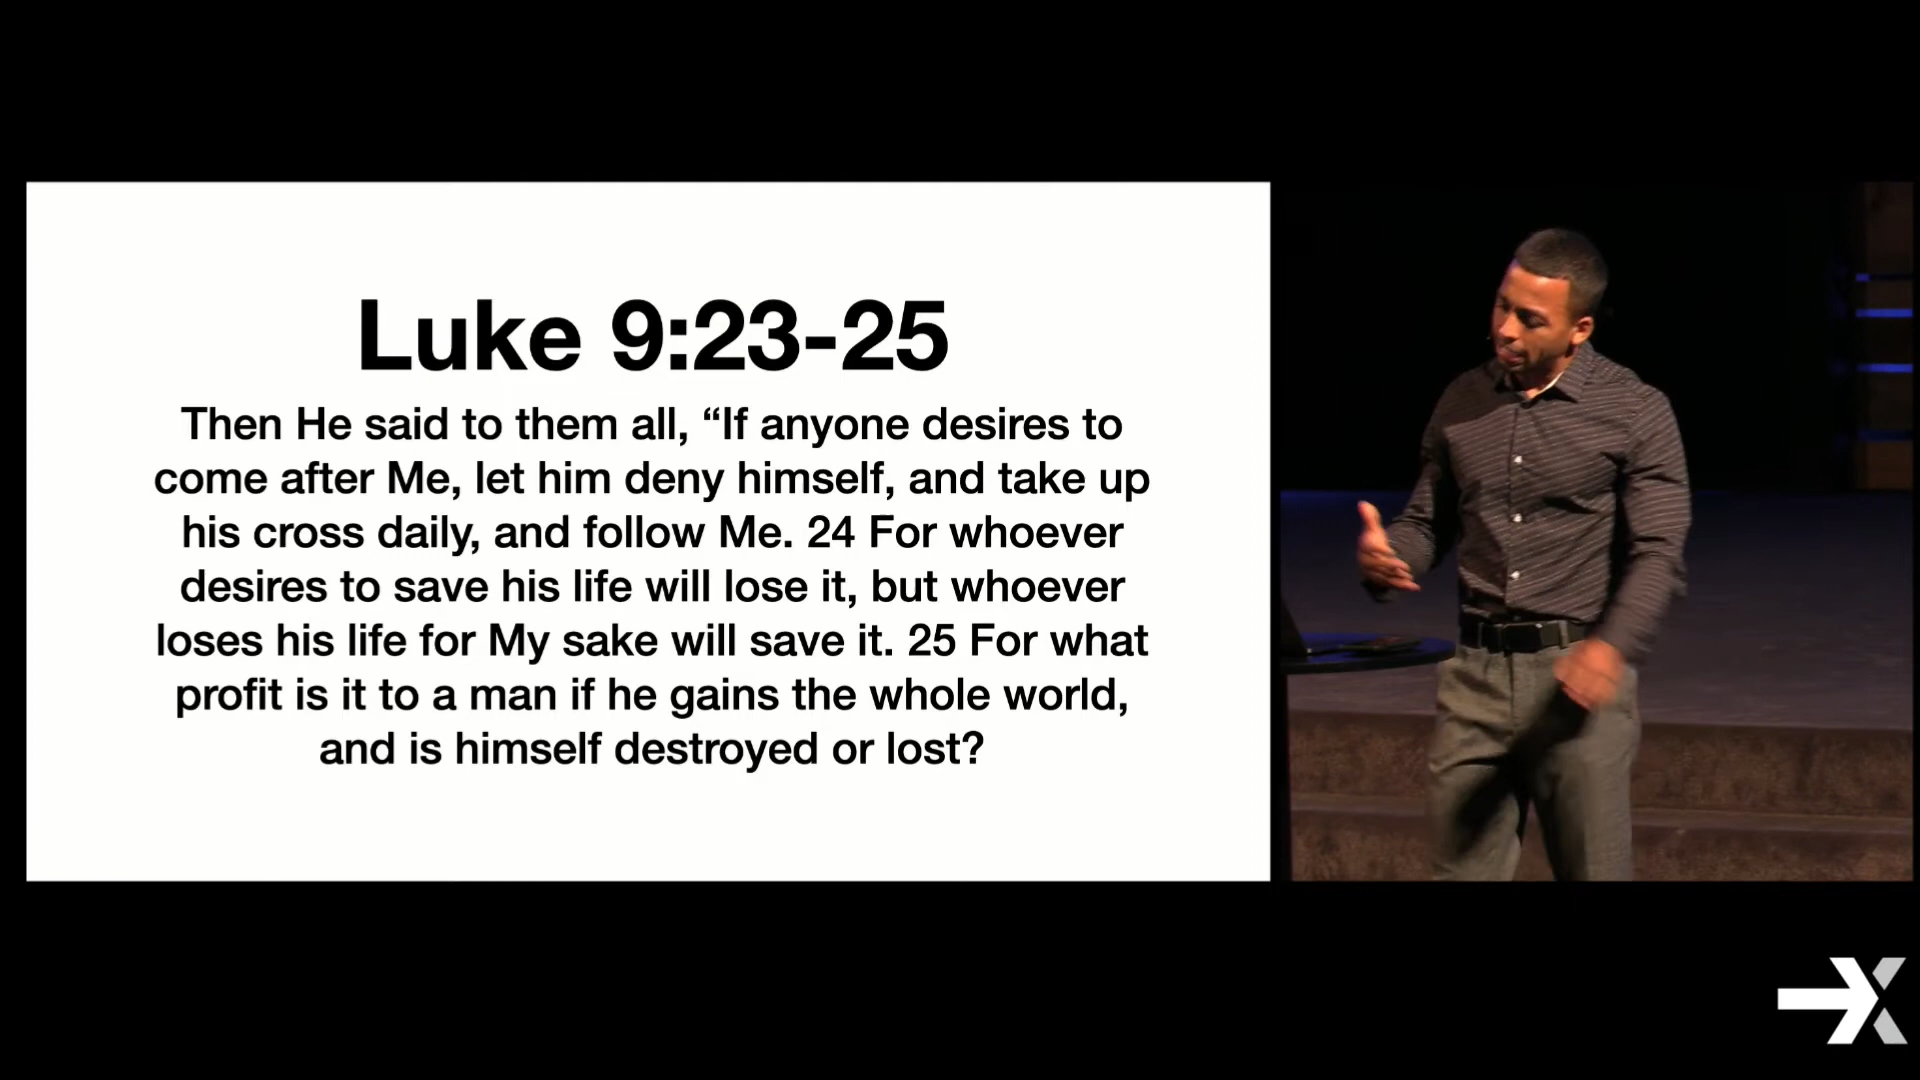 Luke 9:23-25
Then He said to them all, “If anyone desires to
come after Me, let him deny himself, and take up
his cross daily, and follow Me. 24 For whoever
desires to save his life will lose it, but whoever
loses his life for My sake will save it. 25 For what
profit is it to a man if he gains the whole world,
and is himself destroyed or lost?